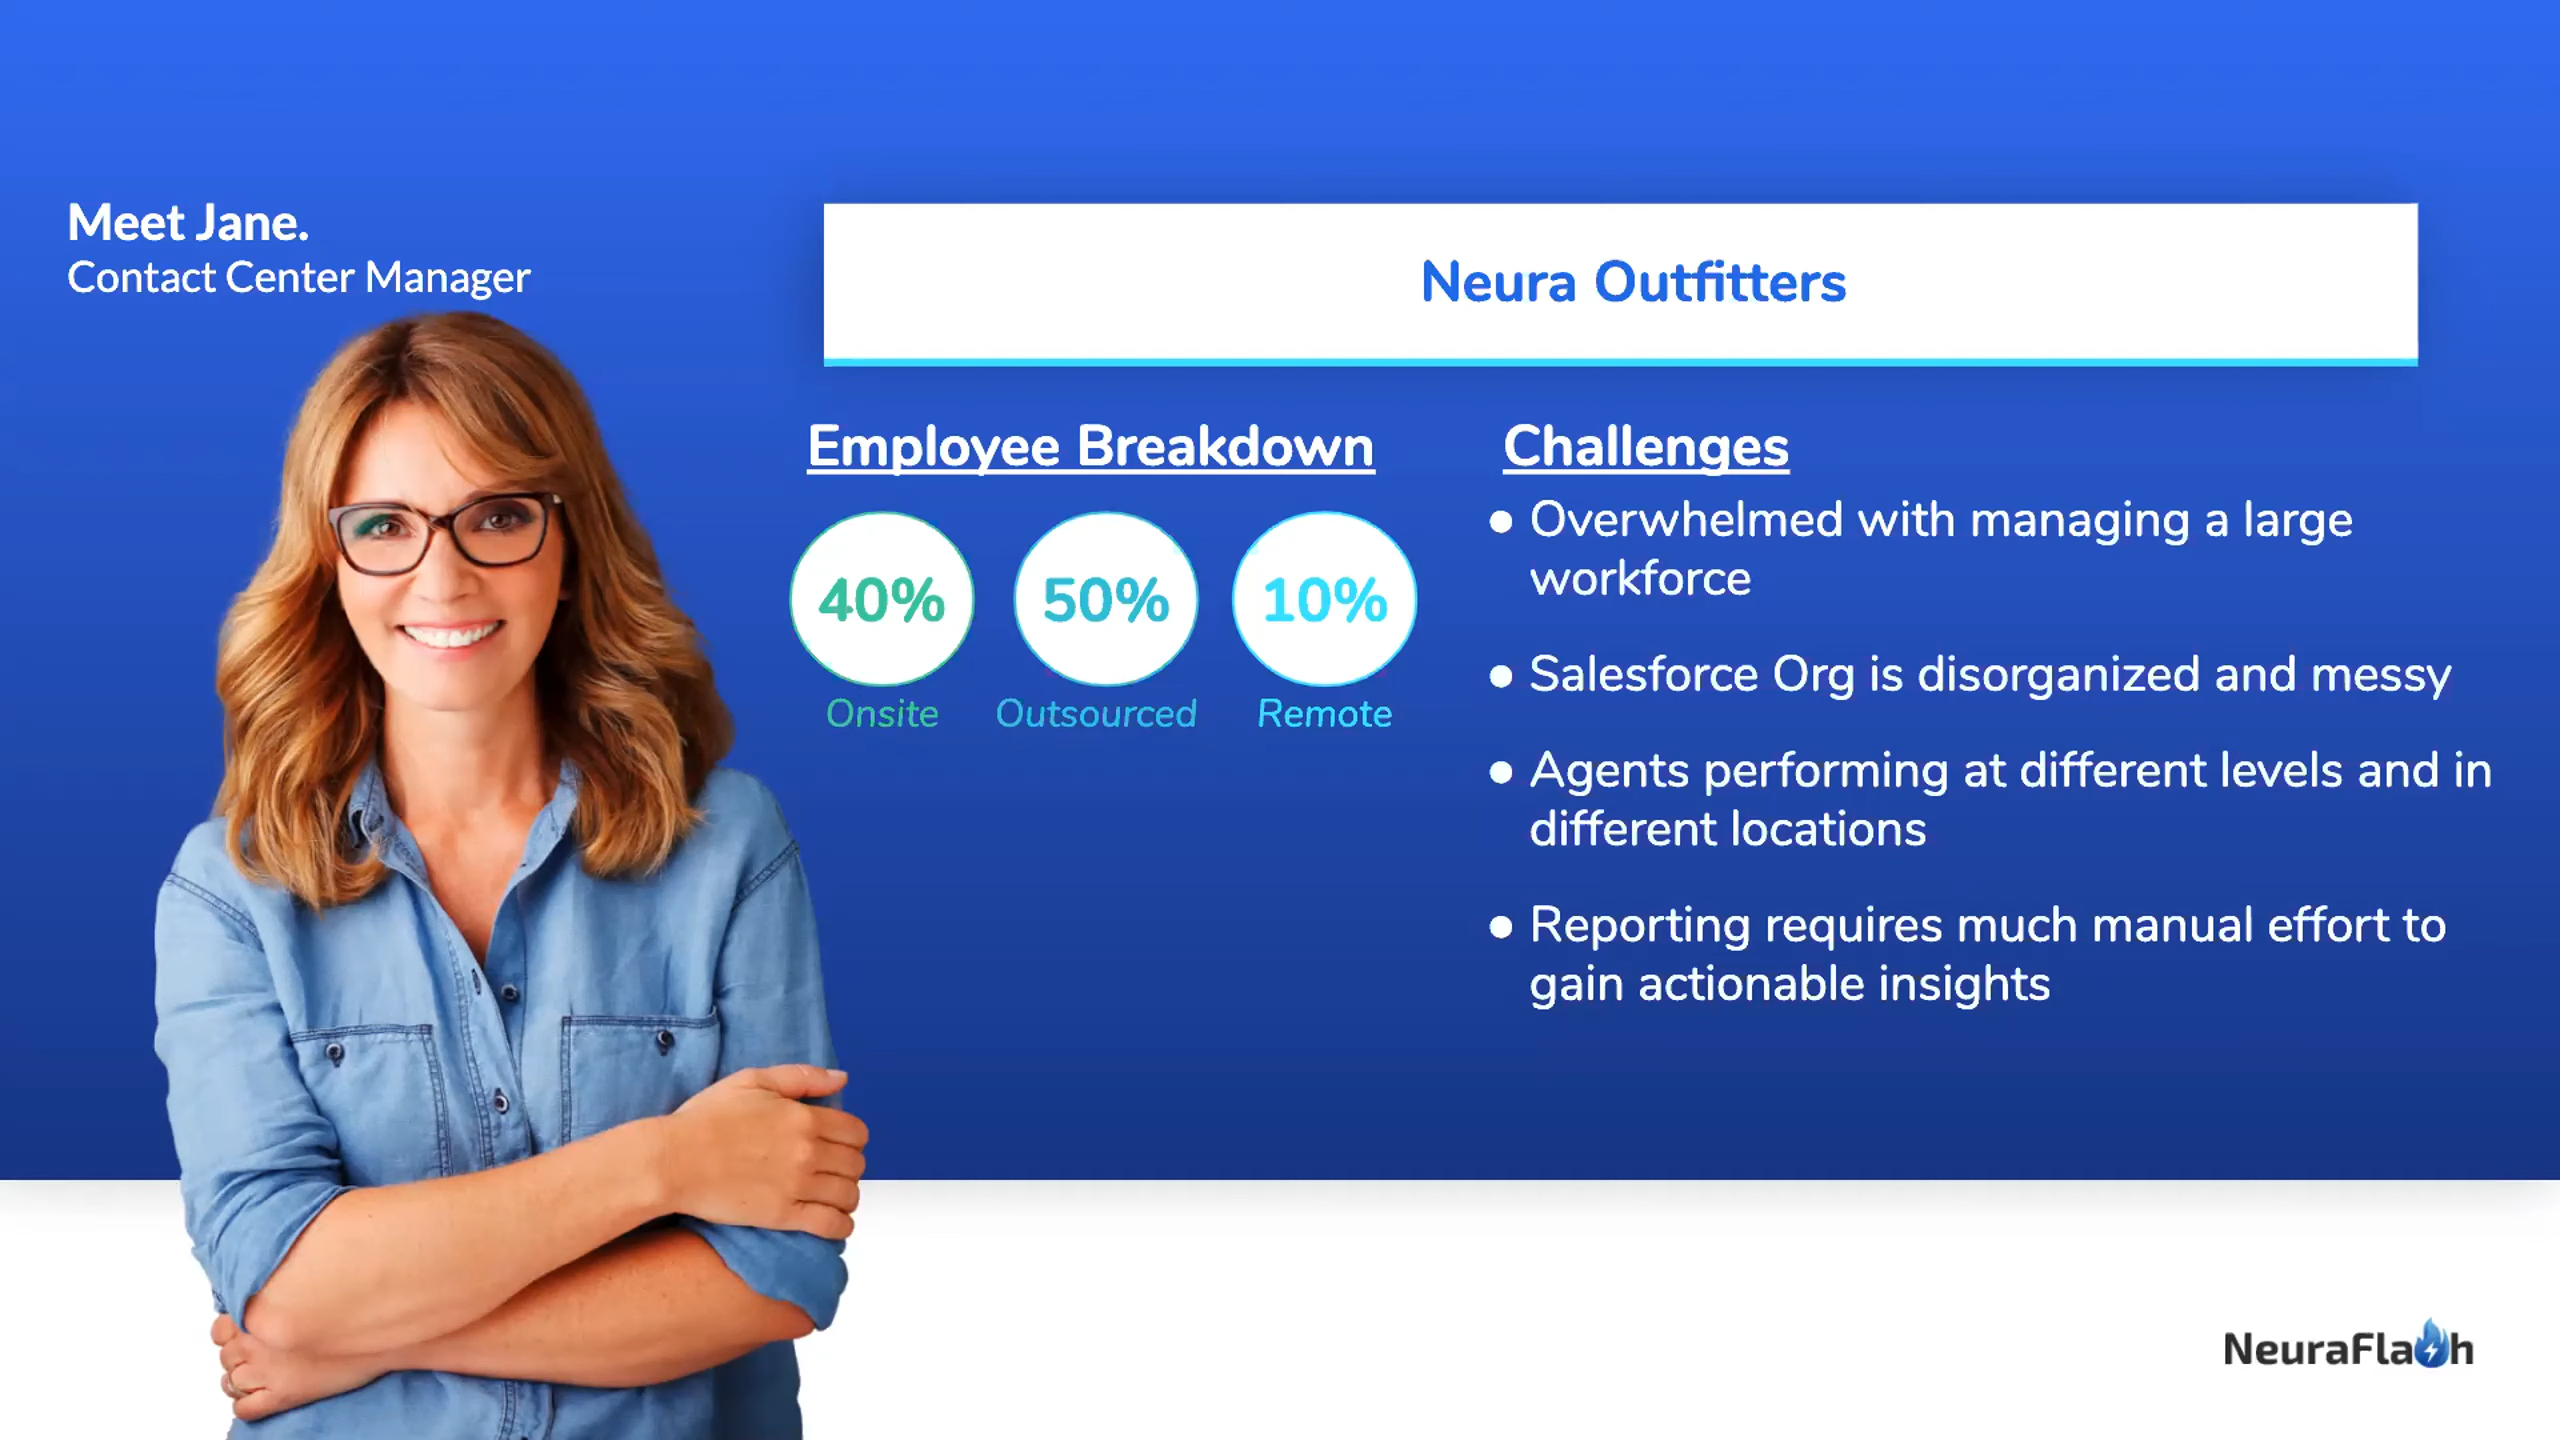 Meet Jane.
Contact Center Manager
Neura Outfitters
Employee Breakdown
40%
50%
10%
Onsite
Outsourced
Remote
Challenges
● Overwhelmed with managing a large
workforce
● Salesforce Org is disorganized and messy
● Agents performing at different levels and in
different locations
● Reporting requires much manual effort to
gain actionable insights
NeuraFlash